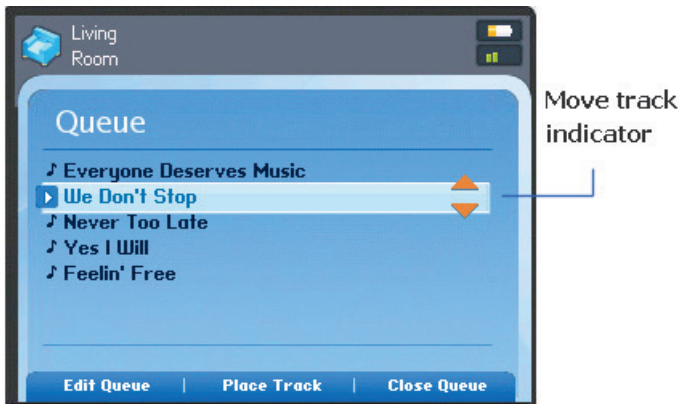 Living
Room
Queue
Everyone Deserves Music
We Don't Stop
Never Too Late
Yes I Will
Feelin' Free
Edit Queue | Place Track | Close Queue
Move track
indicator